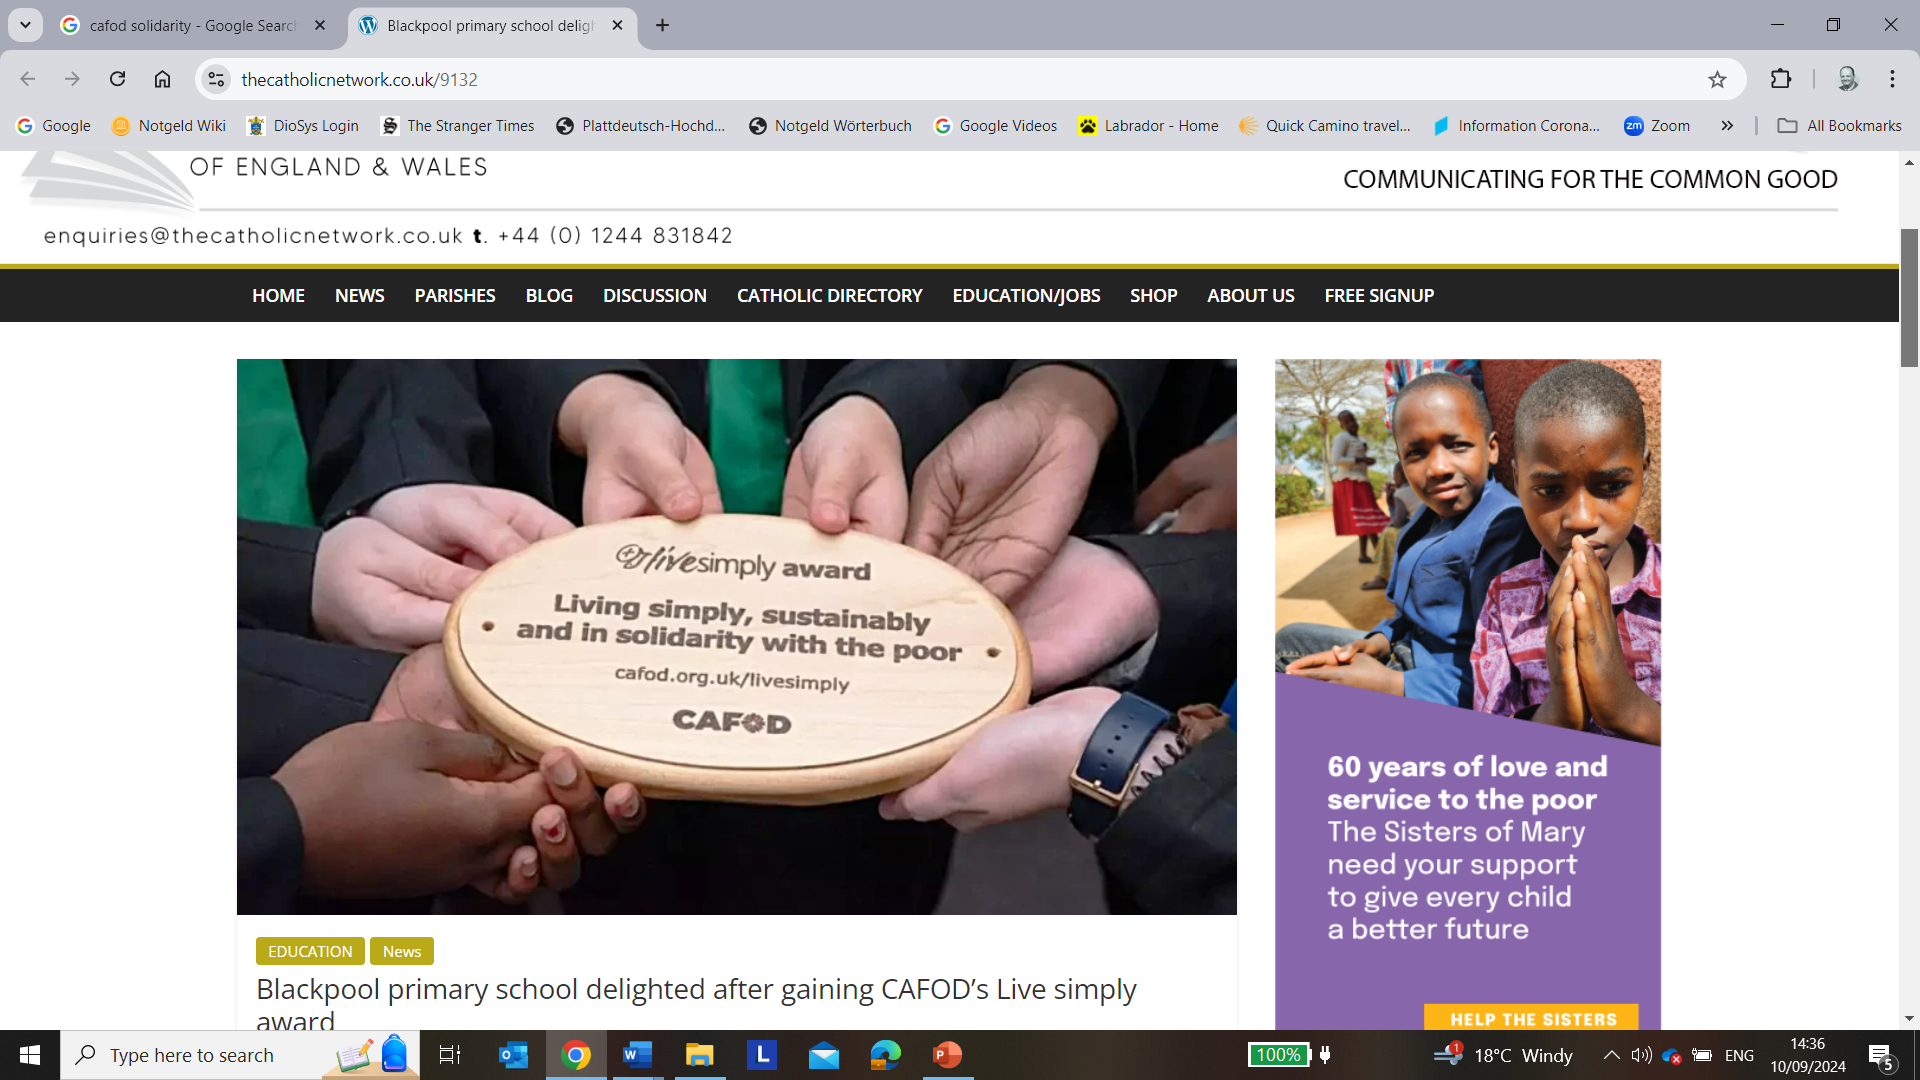 cafod solidarity - Google Search
Blackpool primary school deligh
thecatholicnetwork.co.uk/9132
Google
Notgeld Wiki
DioSys Login
The Stranger Times
Plattdeutsch-Hochd...
Notgeld Wörterbuch
Google Videos
Labrador - Home
Quick Camino travel...
Information Corona...
zm
Zoom
»
All Bookmarks
OF ENGLAND & WALES
COMMUNICATING FOR THE COMMON GOOD
enquiries@thecatholicnetwork.co.uk t. +44 (0) 1244 831842
HOME
NEWS
PARISHES
BLOG
DISCUSSION
CATHOLIC DIRECTORY
EDUCATION/JOBS
SHOP
ABOUT US
FREE SIGNUP
livesimply award
Living simply, sustainably
and in solidarity with the poor
cafod.org.uk/livesimply
CAFOD
60 years of love and
service to the poor
The Sisters of Mary
need your support
to give every child
a better future
HELP THE SISTERS
EDUCATION
News
Blackpool primary school delighted after gaining CAFOD’s Live simply
award
Type here to search
L
100%
1
18°C Windy
ENG
14:36
10/09/2024
5